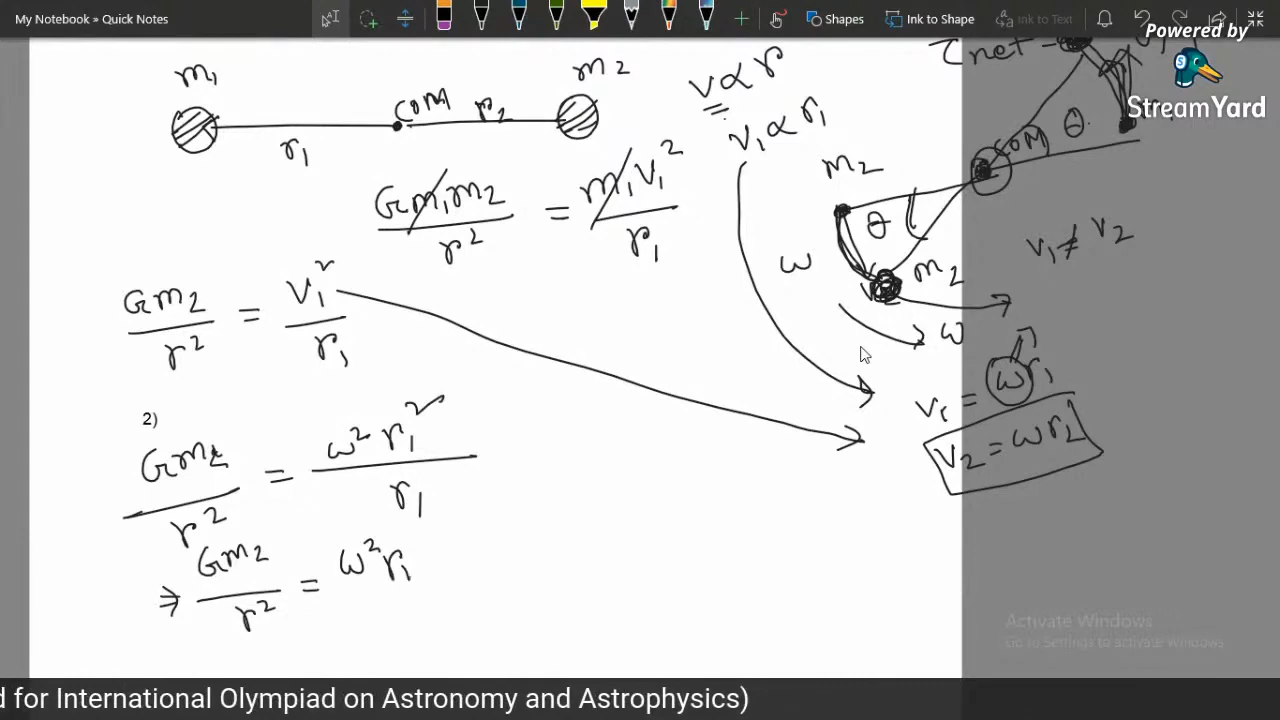 My Notebook » Quick Notes
Shapes
Ink to Shape
Ink to Text
Powered by
StreamYard
m₁
m₂
COM
r₁
r₂
v ∝ r
v₁ ∝ r₁
τnet =
COM
θ
m₂
θ
ω
m₂
ω
v₁ ≠ v₂
Gm₁m₂/r² = m₁v₁²/r₁
Gm₂/r² = v₁²/r₁
v₁ = ωr₁
v₂ = ωr₂
2)
Gm₂/r² = ω²r₁²/r₁
⇒ Gm₂/r² = ω²r₁
Activate Windows
Go to Settings to activate Windows
d for International Olympiad on Astronomy and Astrophysics)